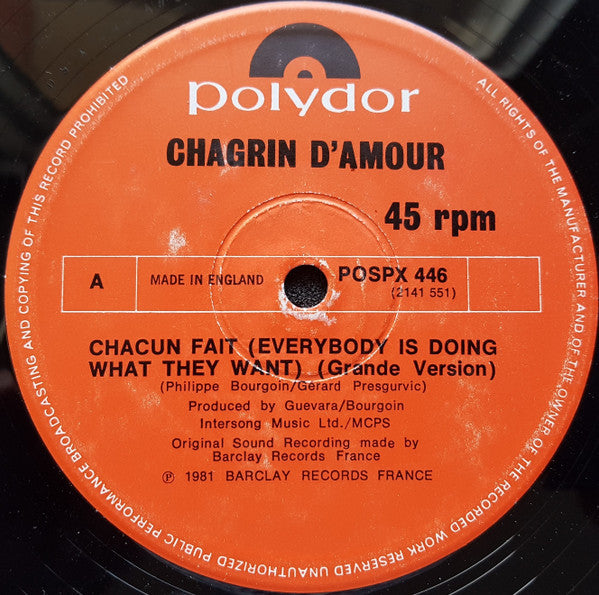 polydor
CHAGRIN D'AMOUR
45 rpm
A
MADE IN ENGLAND
POSPX 446
(2141 551)
CHACUN FAIT (EVERYBODY IS DOING
WHAT THEY WANT) (Grande Version)
(Philippe Bourgoin/Gerard Presgurvic)
Produced by Guevara/Bourgoin
Intersong Music Ltd./MCPS
Original Sound Recording made by
Barclay Records France
Ⓟ 1981 BARCLAY RECORDS FRANCE
ALL RIGHTS OF THE MANUFACTURER AND OF THE OWNER OF THE RECORDED WORK RESERVED UNAUTHORIZED PUBLIC PERFORMANCE BROADCASTING AND COPYING OF THIS RECORD PROHIBITED